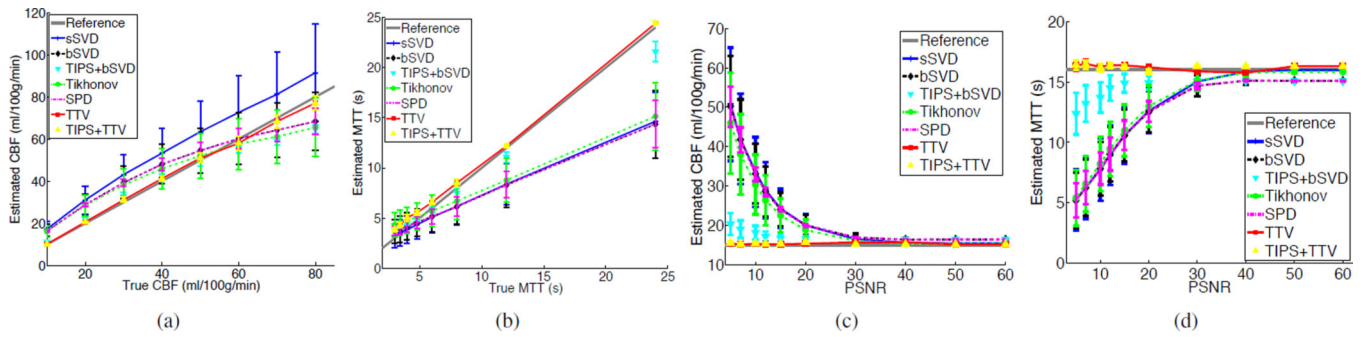 120
100
80
60
40
20
0
20
40
60
80
Estimated CBF (ml/100g/min)
True CBF (ml/100g/min)
Reference
sSVD
bSVD
TIPS+bSVD
Tikhonov
SPD
TTV
TIPS+TTV
(a)
25
20
15
10
5
0
5
10
15
20
25
Estimated MTT (s)
True MTT (s)
Reference
sSVD
bSVD
TIPS+bSVD
Tikhonov
SPD
TTV
TIPS+TTV
(b)
70
60
50
40
30
20
10
10
20
30
40
50
60
Estimated CBF (ml/100g/min)
PSNR
Reference
sSVD
bSVD
TIPS+bSVD
Tikhonov
SPD
TTV
TIPS+TTV
(c)
20
15
10
5
0
10
20
30
40
50
60
Estimated MTT (s)
PSNR
Reference
sSVD
bSVD
TIPS+bSVD
Tikhonov
SPD
TTV
TIPS+TTV
(d)